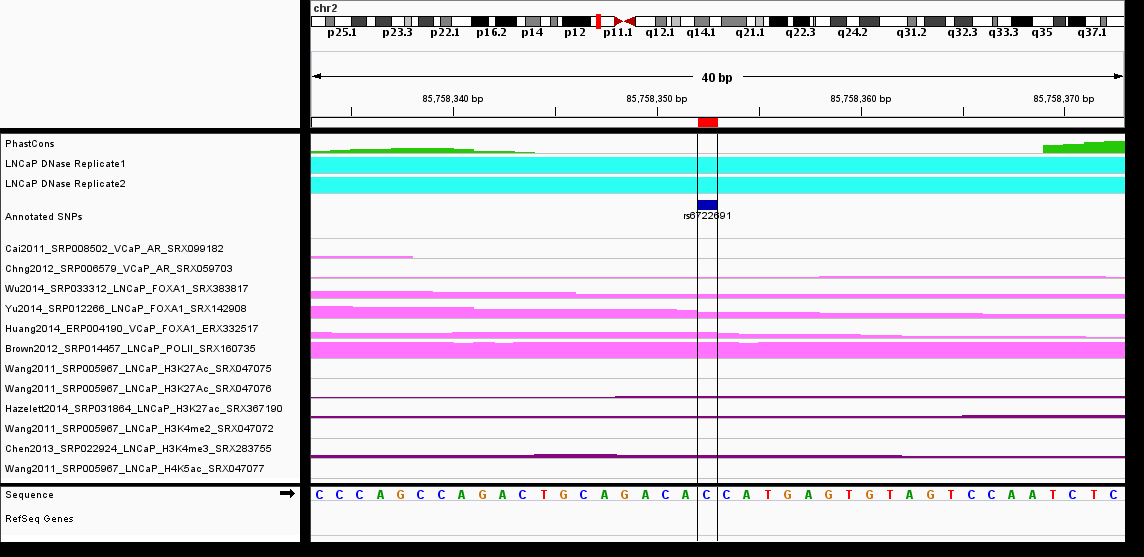 chr2
p25.1 p23.3 p22.1 p16.2 p14 p12 p11.1 q12.1 q14.1 q21.1 q22.3 q24.2 q31.2 q32.3 q33.3 q35 q37.1
40 bp
85,758,340 bp 85,758,350 bp 85,758,360 bp 85,758,370 bp
PhastCons
LNCaP DNase Replicate1
LNCaP DNase Replicate2
Annotated SNPs
rs6722691
Cai2011_SRP008502_VCaP_AR_SRX099182
Chng2012_SRP006579_VCaP_AR_SRX059703
Wu2014_SRP033312_LNCaP_FOXA1_SRX383817
Yu2014_SRP012266_LNCaP_FOXA1_SRX142908
Huang2014_ERP004190_VCaP_FOXA1_ERX332517
Brown2012_SRP014457_LNCaP_POLII_SRX160735
Wang2011_SRP005967_LNCaP_H3K27Ac_SRX047075
Wang2011_SRP005967_LNCaP_H3K27Ac_SRX047076
Hazelett2014_SRP031864_LNCaP_H3K27ac_SRX367190
Wang2011_SRP005967_LNCaP_H3K4me2_SRX047072
Chen2013_SRP022924_LNCaP_H3K4me3_SRX283755
Wang2011_SRP005967_LNCaP_H4K5ac_SRX047077
Sequence C C C A G C C A G A C T G C A G A C A C C A T G A G T G T A G T C C A A T C T C
RefSeq Genes